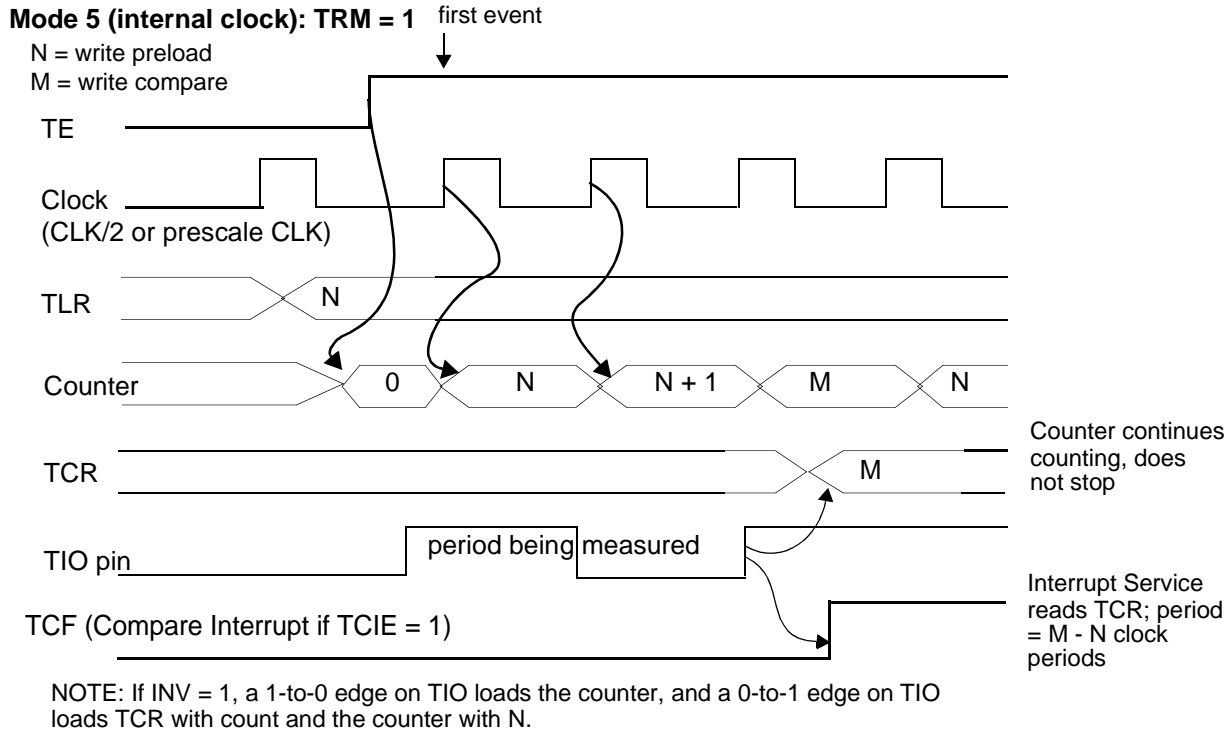 Mode 5 (internal clock): TRM = 1
first event
N = write preload
M = write compare
TE
Clock
(CLK/2 or prescale CLK)
TLR
N
Counter
0
N
N + 1
M
N
TCR
M
Counter continues
counting, does
not stop
TIO pin
period being measured
TCF (Compare Interrupt if TCIE = 1)
Interrupt Service
reads TCR; period
= M - N clock
periods
NOTE: If INV = 1, a 1-to-0 edge on TIO loads the counter, and a 0-to-1 edge on TIO
loads TCR with count and the counter with N.